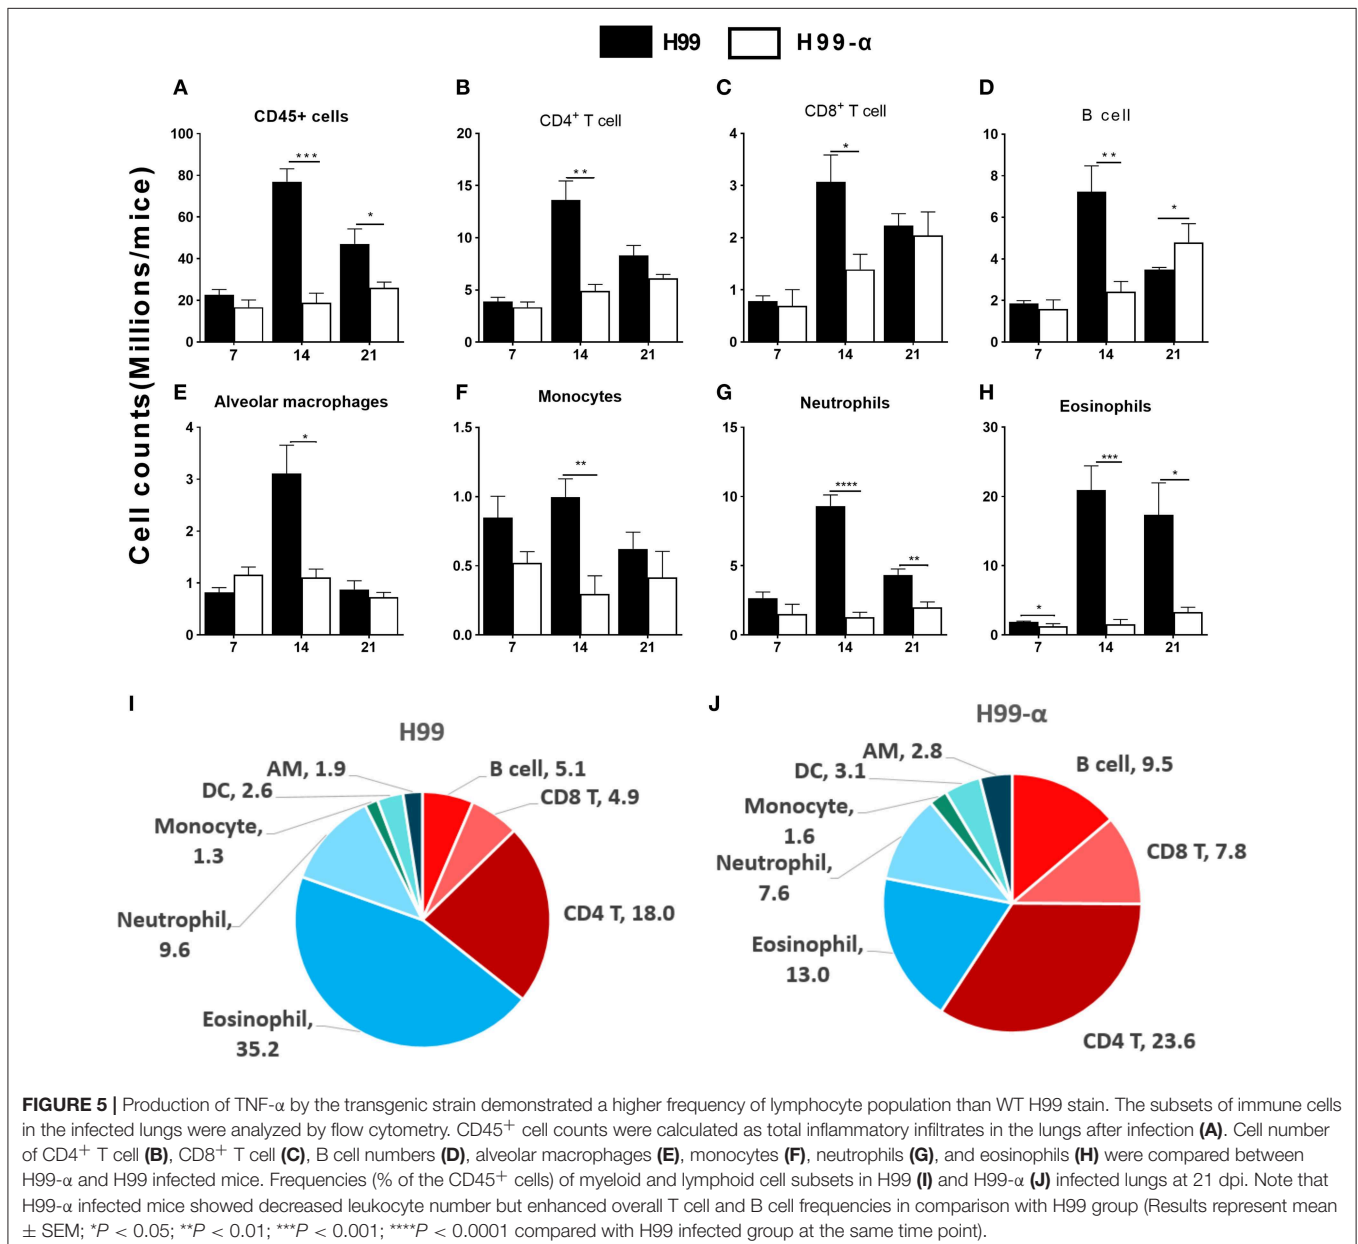 H99 H99-α
A B C D
CD45+ cells CD4+ T cell CD8+ T cell B cell
Cell counts(Millions/mice)
100 80 60 40 20 0
*** *
7 14 21
20 15 10 5 0
**
7 14 21
4 3 2 1 0
*
7 14 21
10 8 6 4 2 0
** *
7 14 21
E F G H
Alveolar macrophages Monocytes Neutrophils Eosinophils
4 3 2 1 0
*
7 14 21
1.5 1.0 0.5 0.0
**
7 14 21
15 10 5 0
**** **
7 14 21
30 20 10 0
* *** *
7 14 21
I
H99
AM, 1.9
B cell, 5.1
DC, 2.6
CD8 T, 4.9
Monocyte,
1.3
CD4 T, 18.0
Neutrophil,
9.6
Eosinophil,
35.2
J
H99-α
AM, 2.8
B cell, 9.5
DC, 3.1
Monocyte,
1.6
CD8 T, 7.8
Neutrophil,
7.6
Eosinophil,
13.0
CD4 T, 23.6
FIGURE 5 | Production of TNF-α by the transgenic strain demonstrated a higher frequency of lymphocyte population than WT H99 stain. The subsets of immune cells
in the infected lungs were analyzed by flow cytometry. CD45+ cell counts were calculated as total inflammatory infiltrates in the lungs after infection (A). Cell number
of CD4+ T cell (B), CD8+ T cell (C), B cell numbers (D), alveolar macrophages (E), monocytes (F), neutrophils (G), and eosinophils (H) were compared between
H99-α and H99 infected mice. Frequencies (% of the CD45+ cells) of myeloid and lymphoid cell subsets in H99 (I) and H99-α (J) infected lungs at 21 dpi. Note that
H99-α infected mice showed decreased leukocyte number but enhanced overall T cell and B cell frequencies in comparison with H99 group (Results represent mean
± SEM; *P < 0.05; **P < 0.01; ***P < 0.001; ****P < 0.0001 compared with H99 infected group at the same time point).